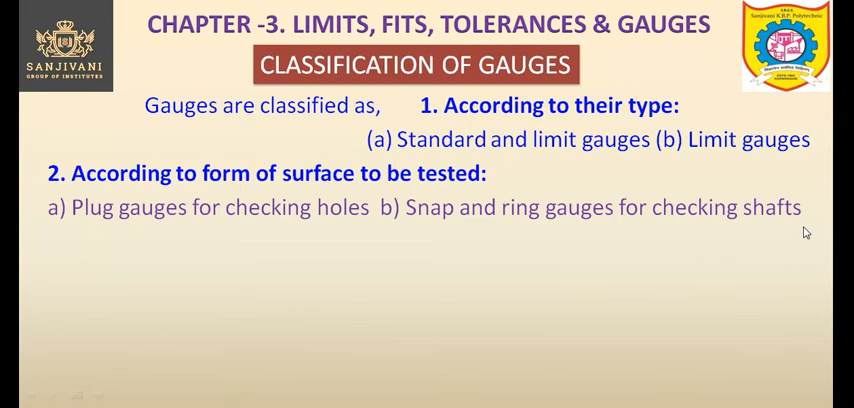 CHAPTER -3. LIMITS, FITS, TOLERANCES & GAUGES
SANJIVANI
GROUP OF INSTITUTES
Sanjivani K.B.P. Polytechnic
CLASSIFICATION OF GAUGES
Gauges are classified as, 1. According to their type:
(a) Standard and limit gauges (b) Limit gauges
2. According to form of surface to be tested:
a) Plug gauges for checking holes b) Snap and ring gauges for checking shafts